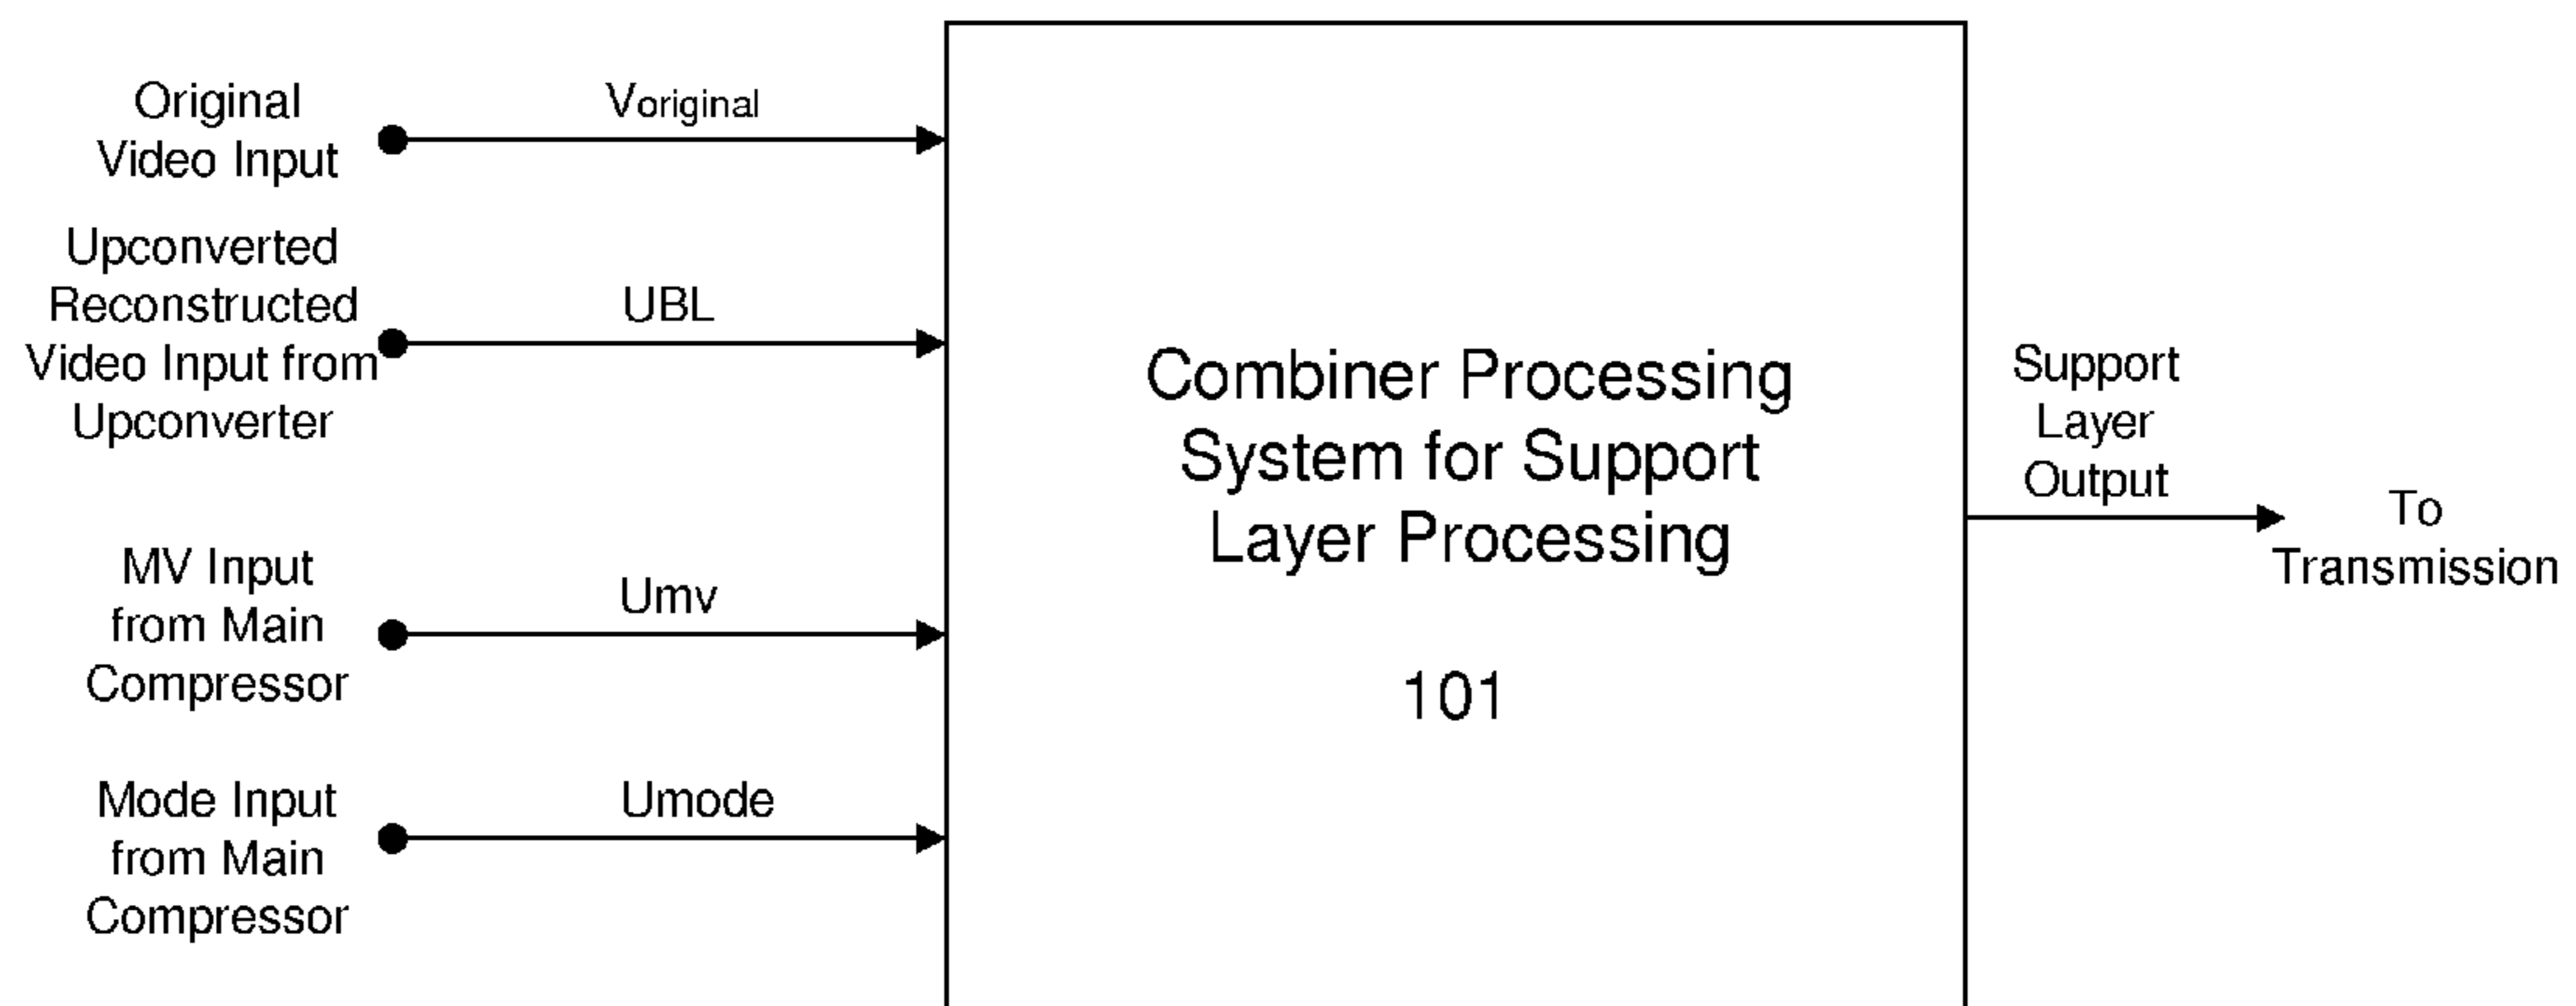 Original
Video Input
Voriginal
Upconverted
Reconstructed
Video Input from
Upconverter
UBL
MV Input
from Main
Compressor
Umv
Mode Input
from Main
Compressor
Umode
Combiner Processing
System for Support
Layer Processing
101
Support
Layer
Output
To
Transmission